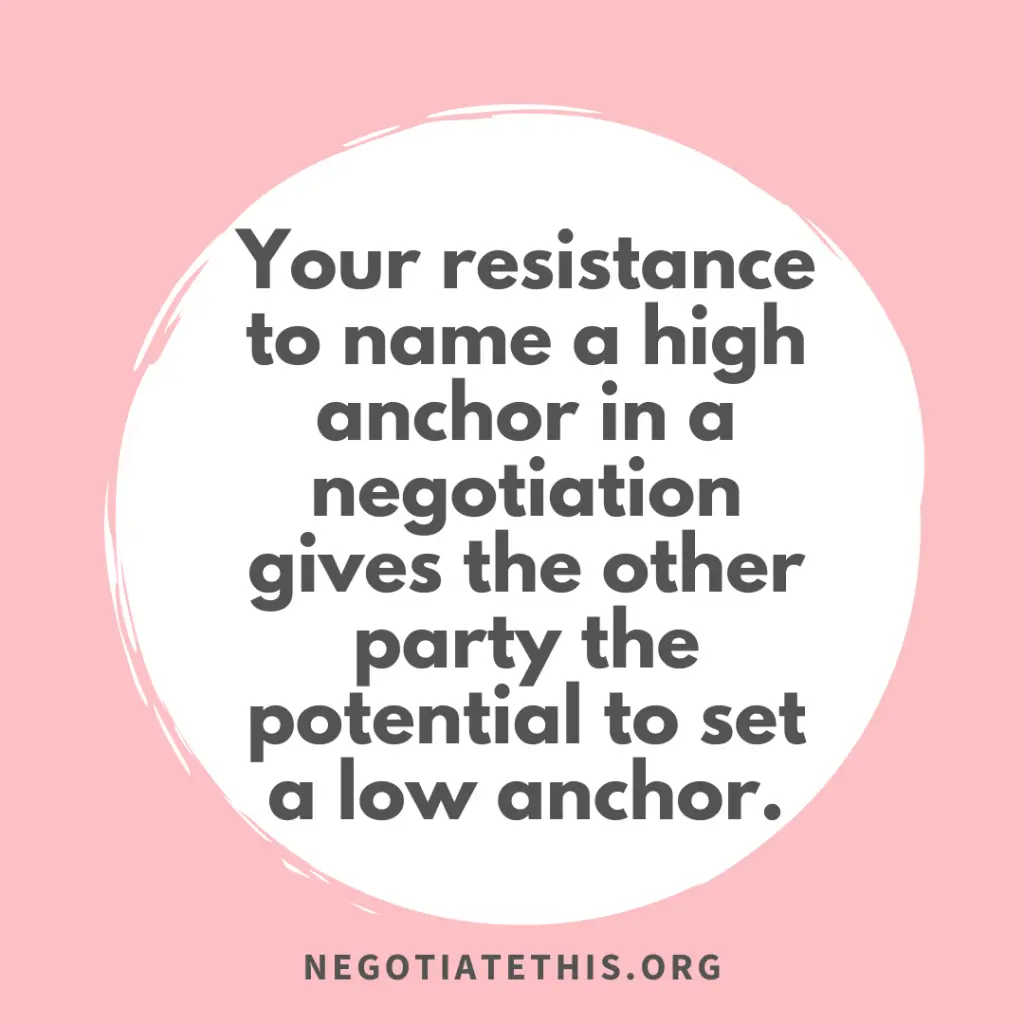 Your resistance
to name a high
anchor in a
negotiation
gives the other
party the
potential to set
a low anchor.
NEGOTIATETHIS.ORG